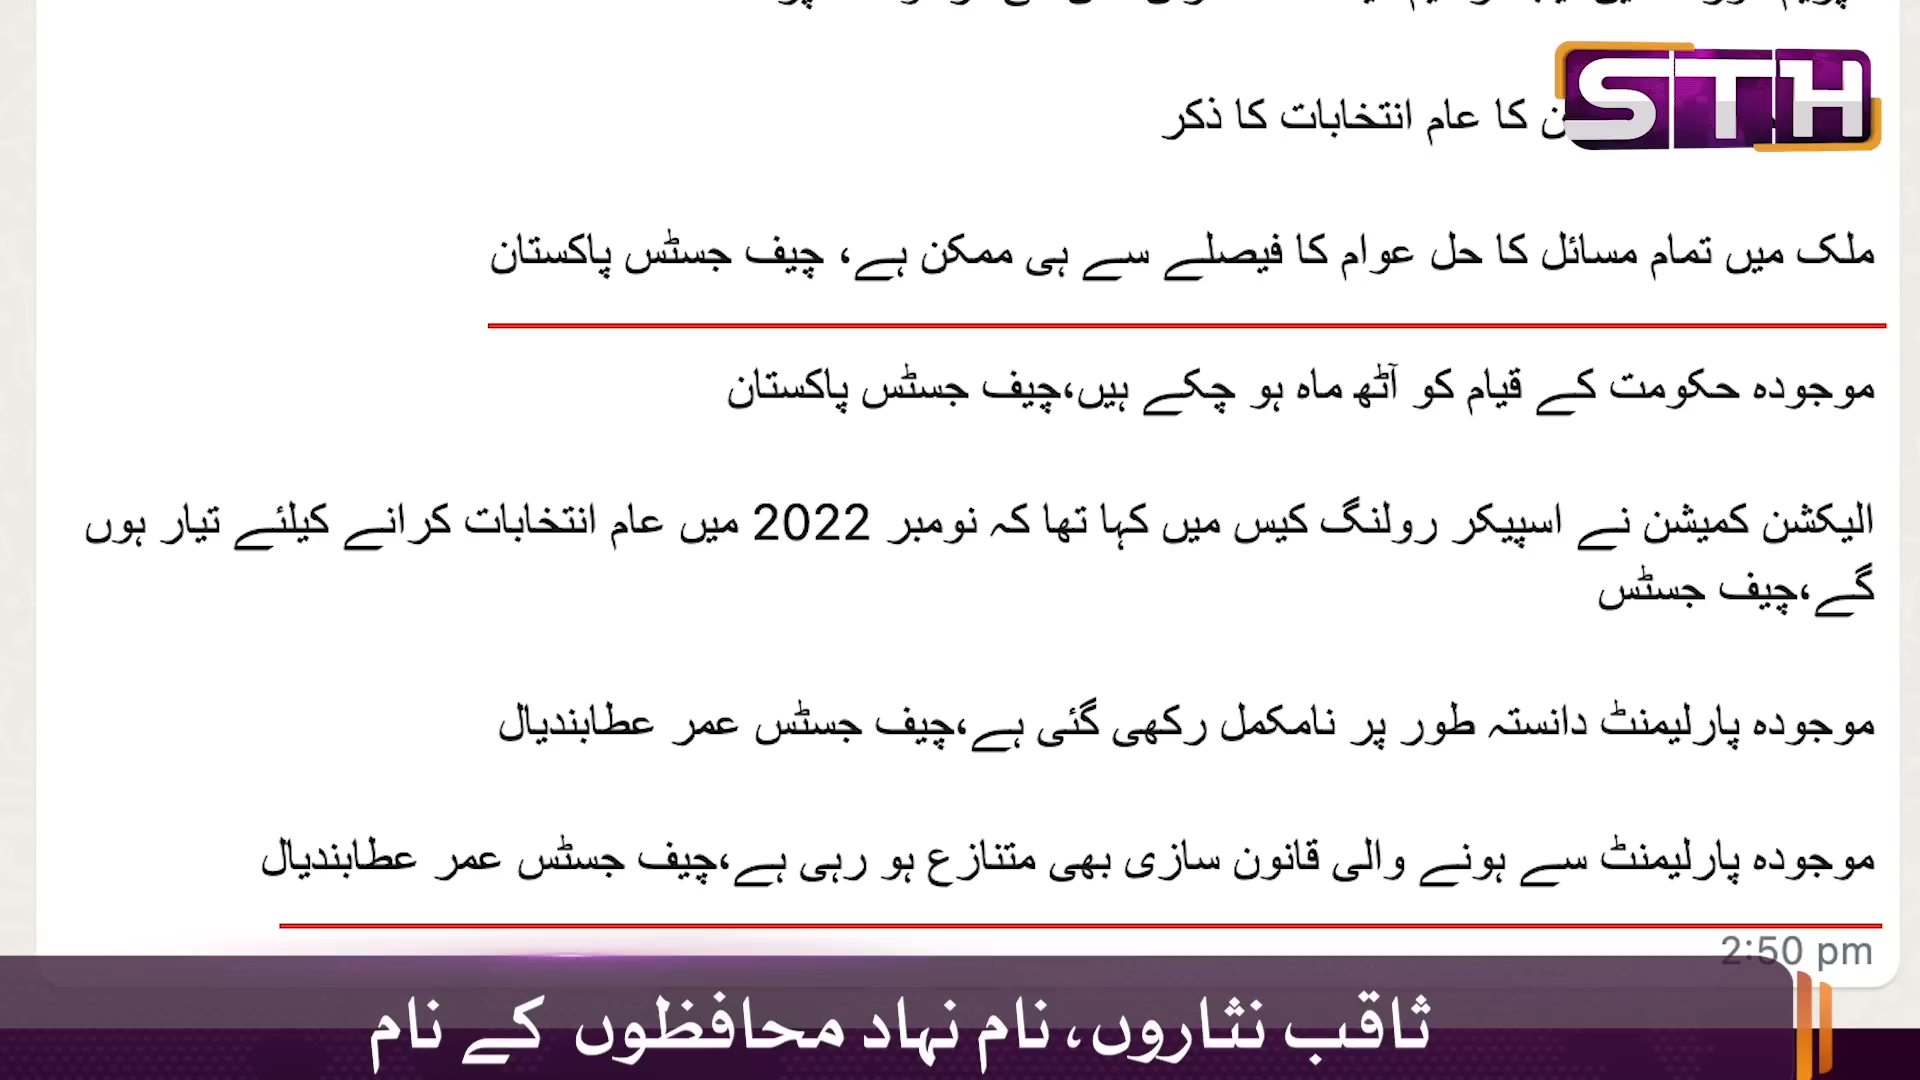 STH
کا عام انتخابات کا ذکر
ملک میں تمام مسائل کا حل عوام کا فیصلے سے ہی ممکن ہے، چیف جسٹس پاکستان
موجودہ حکومت کے قیام کو آٹھ ماہ ہو چکے ہیں،چیف جسٹس پاکستان
الیکشن کمیشن نے اسپیکر رولنگ کیس میں کہا تھا کہ نومبر 2022 میں عام انتخابات کرانے کیلئے تیار ہوں
گے،چیف جسٹس
موجودہ پارلیمنٹ دانستہ طور پر نامکمل رکھی گئی ہے،چیف جسٹس عمر عطابندیال
موجودہ پارلیمنٹ سے ہونے والی قانون سازی بھی متنازع ہو رہی ہے،چیف جسٹس عمر عطابندیال
2:50 pm
ثاقب نثاروں، نام نہاد محافظوں کے نام